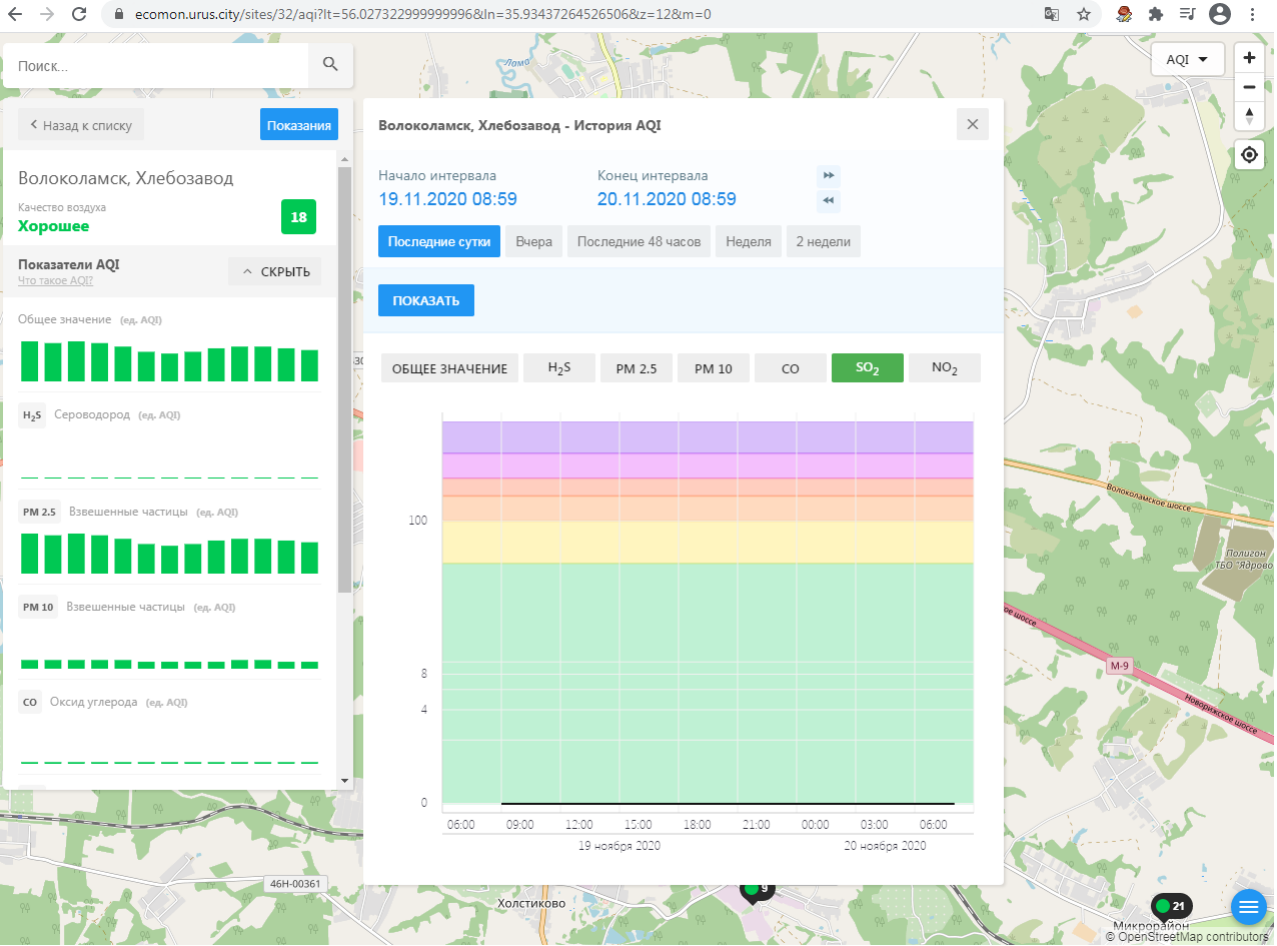 ecomon.urus.city/sites/32/aqi?lt=56.027322999999996&ln=35.93437264526506&z=12&m=0
Поиск...
AQI
Назад к списку
Показания
Волоколамск, Хлебозавод
Качество воздуха
Хорошее
18
Показатели AQI
Что такое AQI?
СКРЫТЬ
Общее значение (ед. AQI)
H2S Сероводород (ед. AQI)
PM 2.5 Взвешенные частицы (ед. AQI)
PM 10 Взвешенные частицы (ед. AQI)
CO Оксид углерода (ед. AQI)
Волоколамск, Хлебозавод - История AQI
Начало интервала
19.11.2020 08:59
Конец интервала
20.11.2020 08:59
Последние сутки
Вчера
Последние 48 часов
Неделя
2 недели
ПОКАЗАТЬ
ОБЩЕЕ ЗНАЧЕНИЕ
H2S
PM 2.5
PM 10
CO
SO2
NO2
100
8
4
0
06:00 09:00 12:00 15:00 18:00 21:00 00:00 03:00 06:00
19 ноября 2020
20 ноября 2020
Ломо
Волоколамское шоссе
Полигон
ТБО "Ядрово
ое шоссе
М-9
Новорижское шоссе
46Н-00361
Холстиково
9
21
Микрорайон
© OpenStreetMap contributors